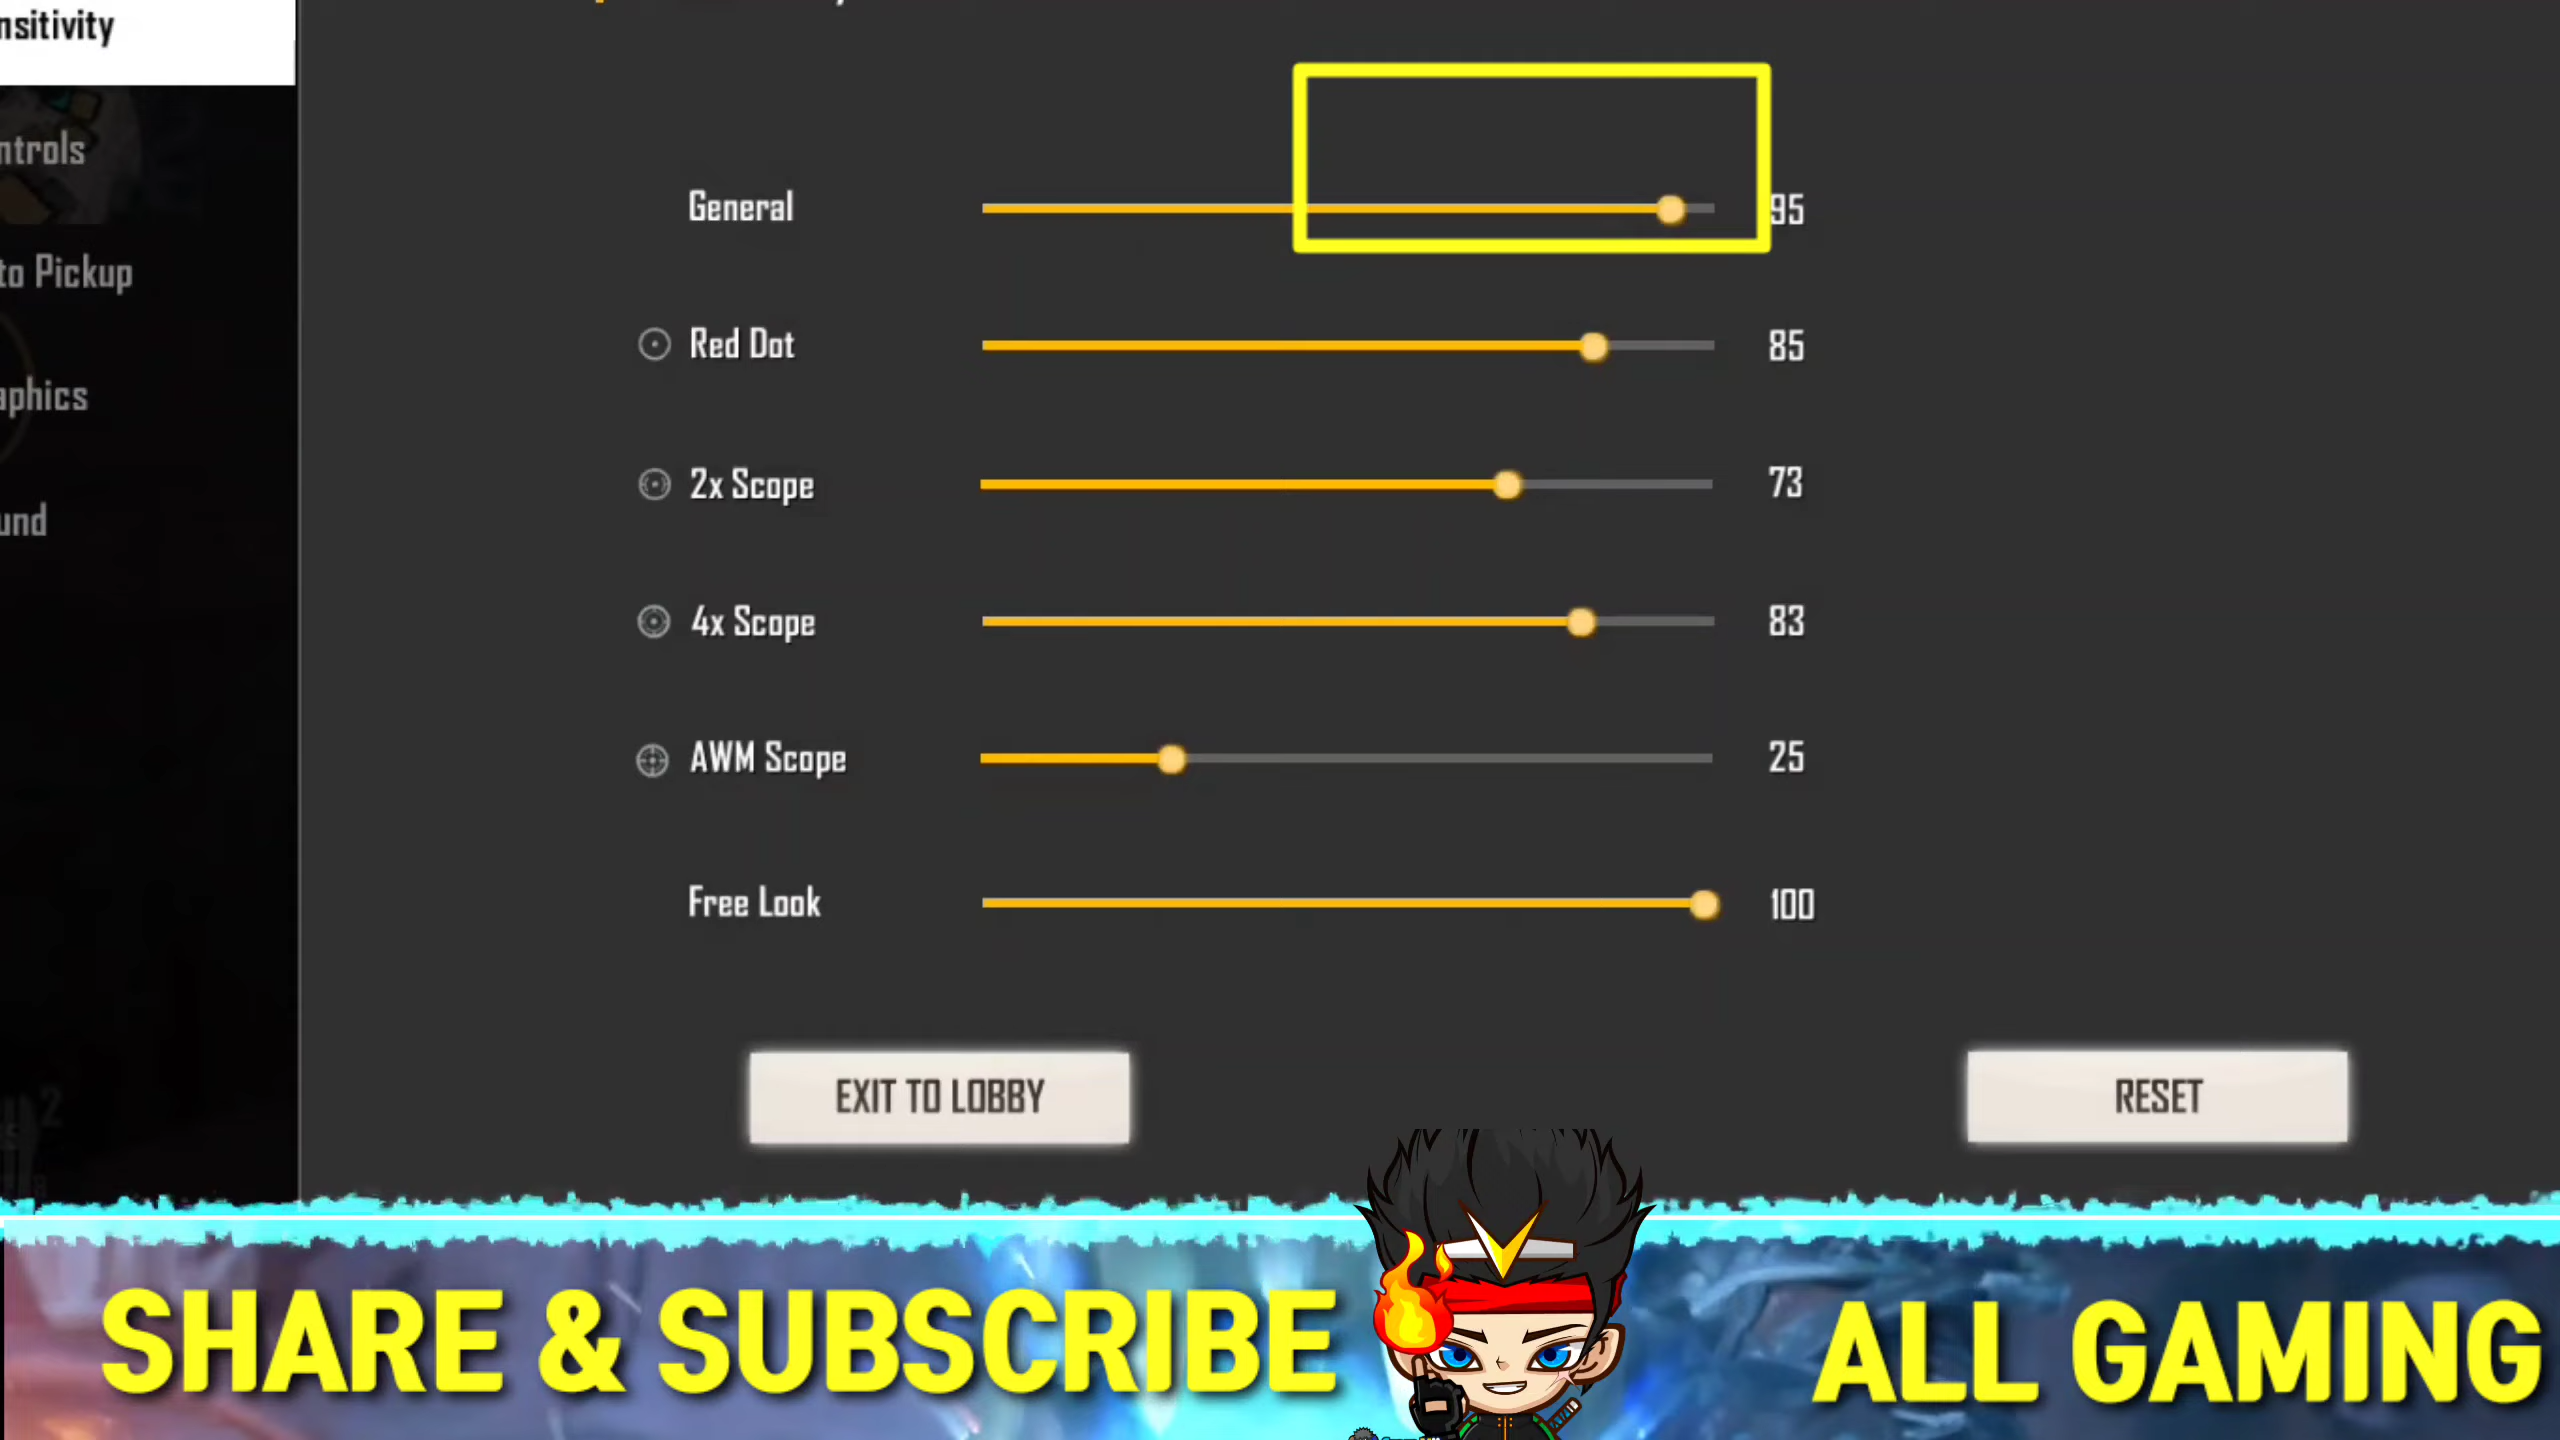 nsitivity
ntrols
to Pickup
aphics
und
General 95
Red Dot 85
2x Scope 73
4x Scope 83
AWM Scope 25
Free Look 100
2
EXIT TO LOBBY
RESET
SHARE & SUBSCRIBE
ALL GAMING